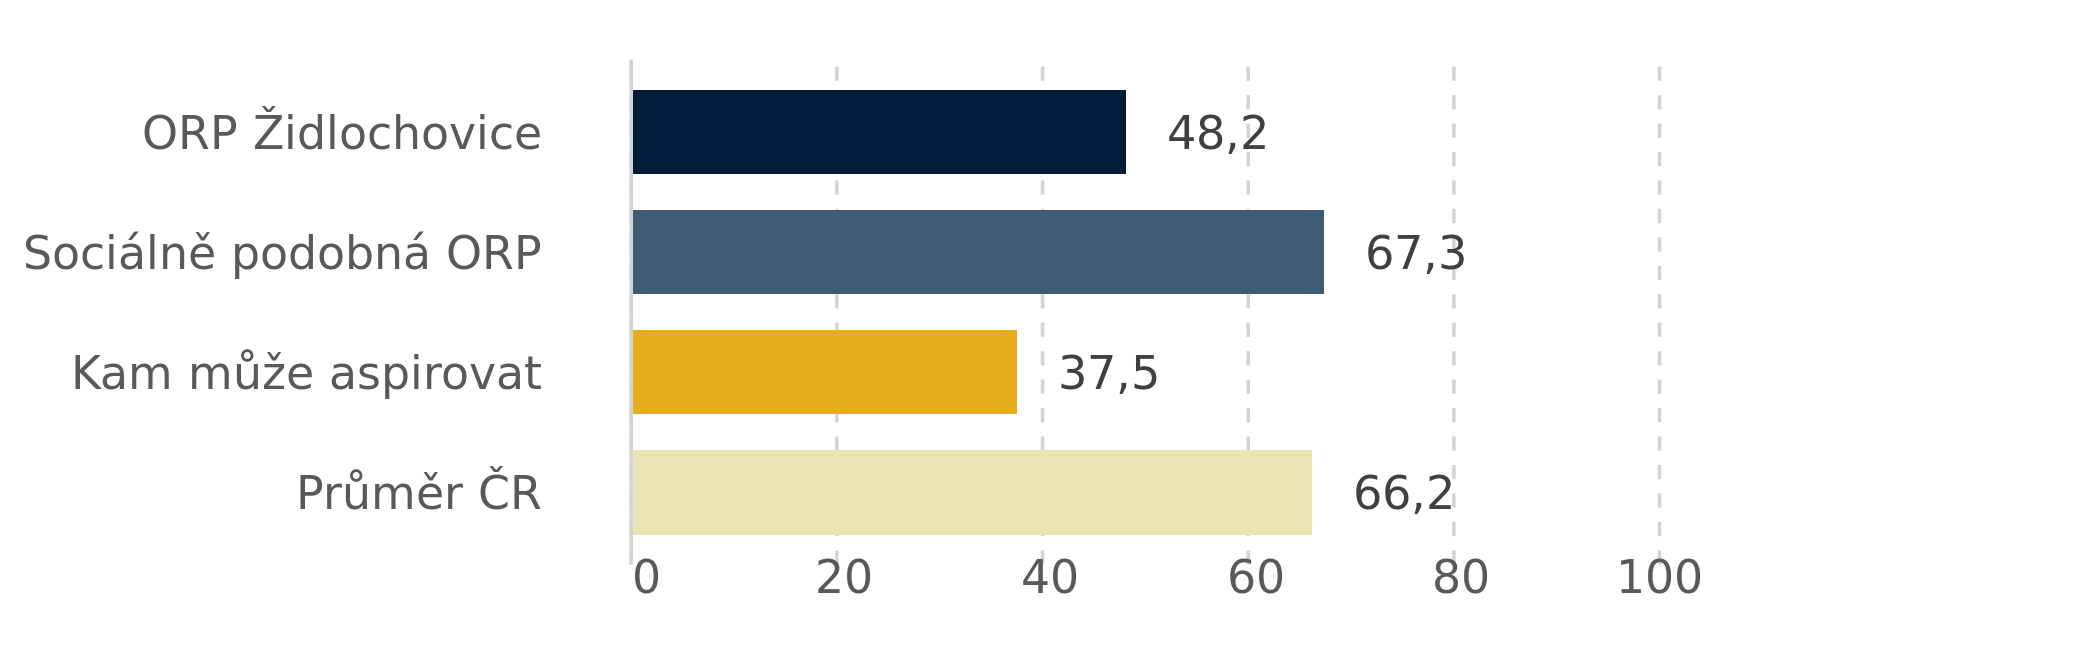 ORP Židlochovice 48,2
Sociálně podobná ORP 67,3
Kam může aspirovat 37,5
Průměr ČR 66,2
0 20 40 60 80 100